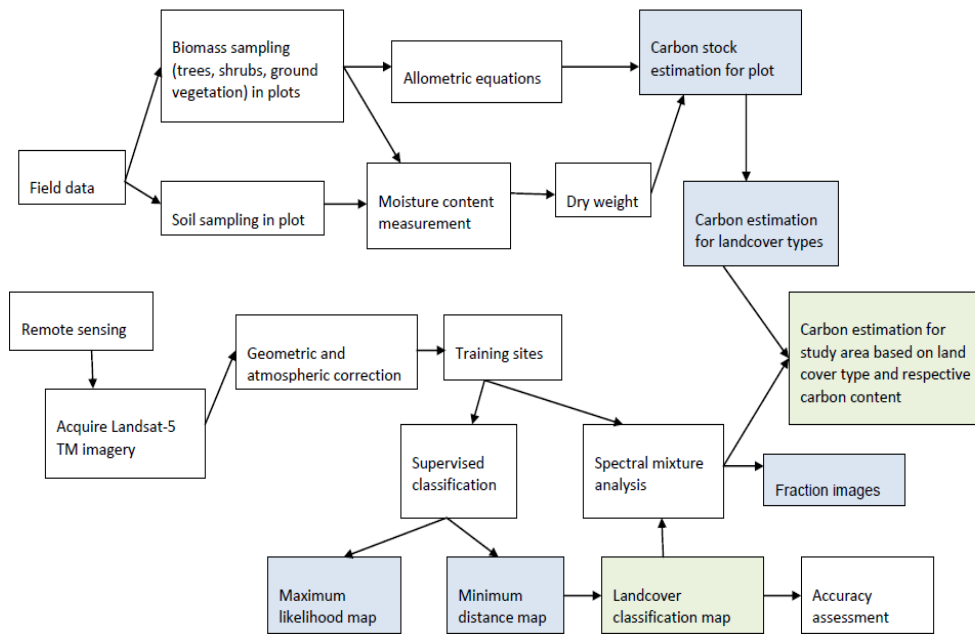 Biomass sampling
(trees, shrubs, ground
vegetation) in plots
Allometric equations
Carbon stock
estimation for plot
Field data
Soil sampling in plot
Moisture content
measurement
Dry weight
Carbon estimation
for landcover types
Remote sensing
Geometric and
atmospheric correction
Training sites
Carbon estimation for
study area based on land
cover type and respective
carbon content
Acquire Landsat-5
TM imagery
Supervised
classification
Spectral mixture
analysis
Fraction images
Maximum
likelihood map
Minimum
distance map
Landcover
classification map
Accuracy
assessment